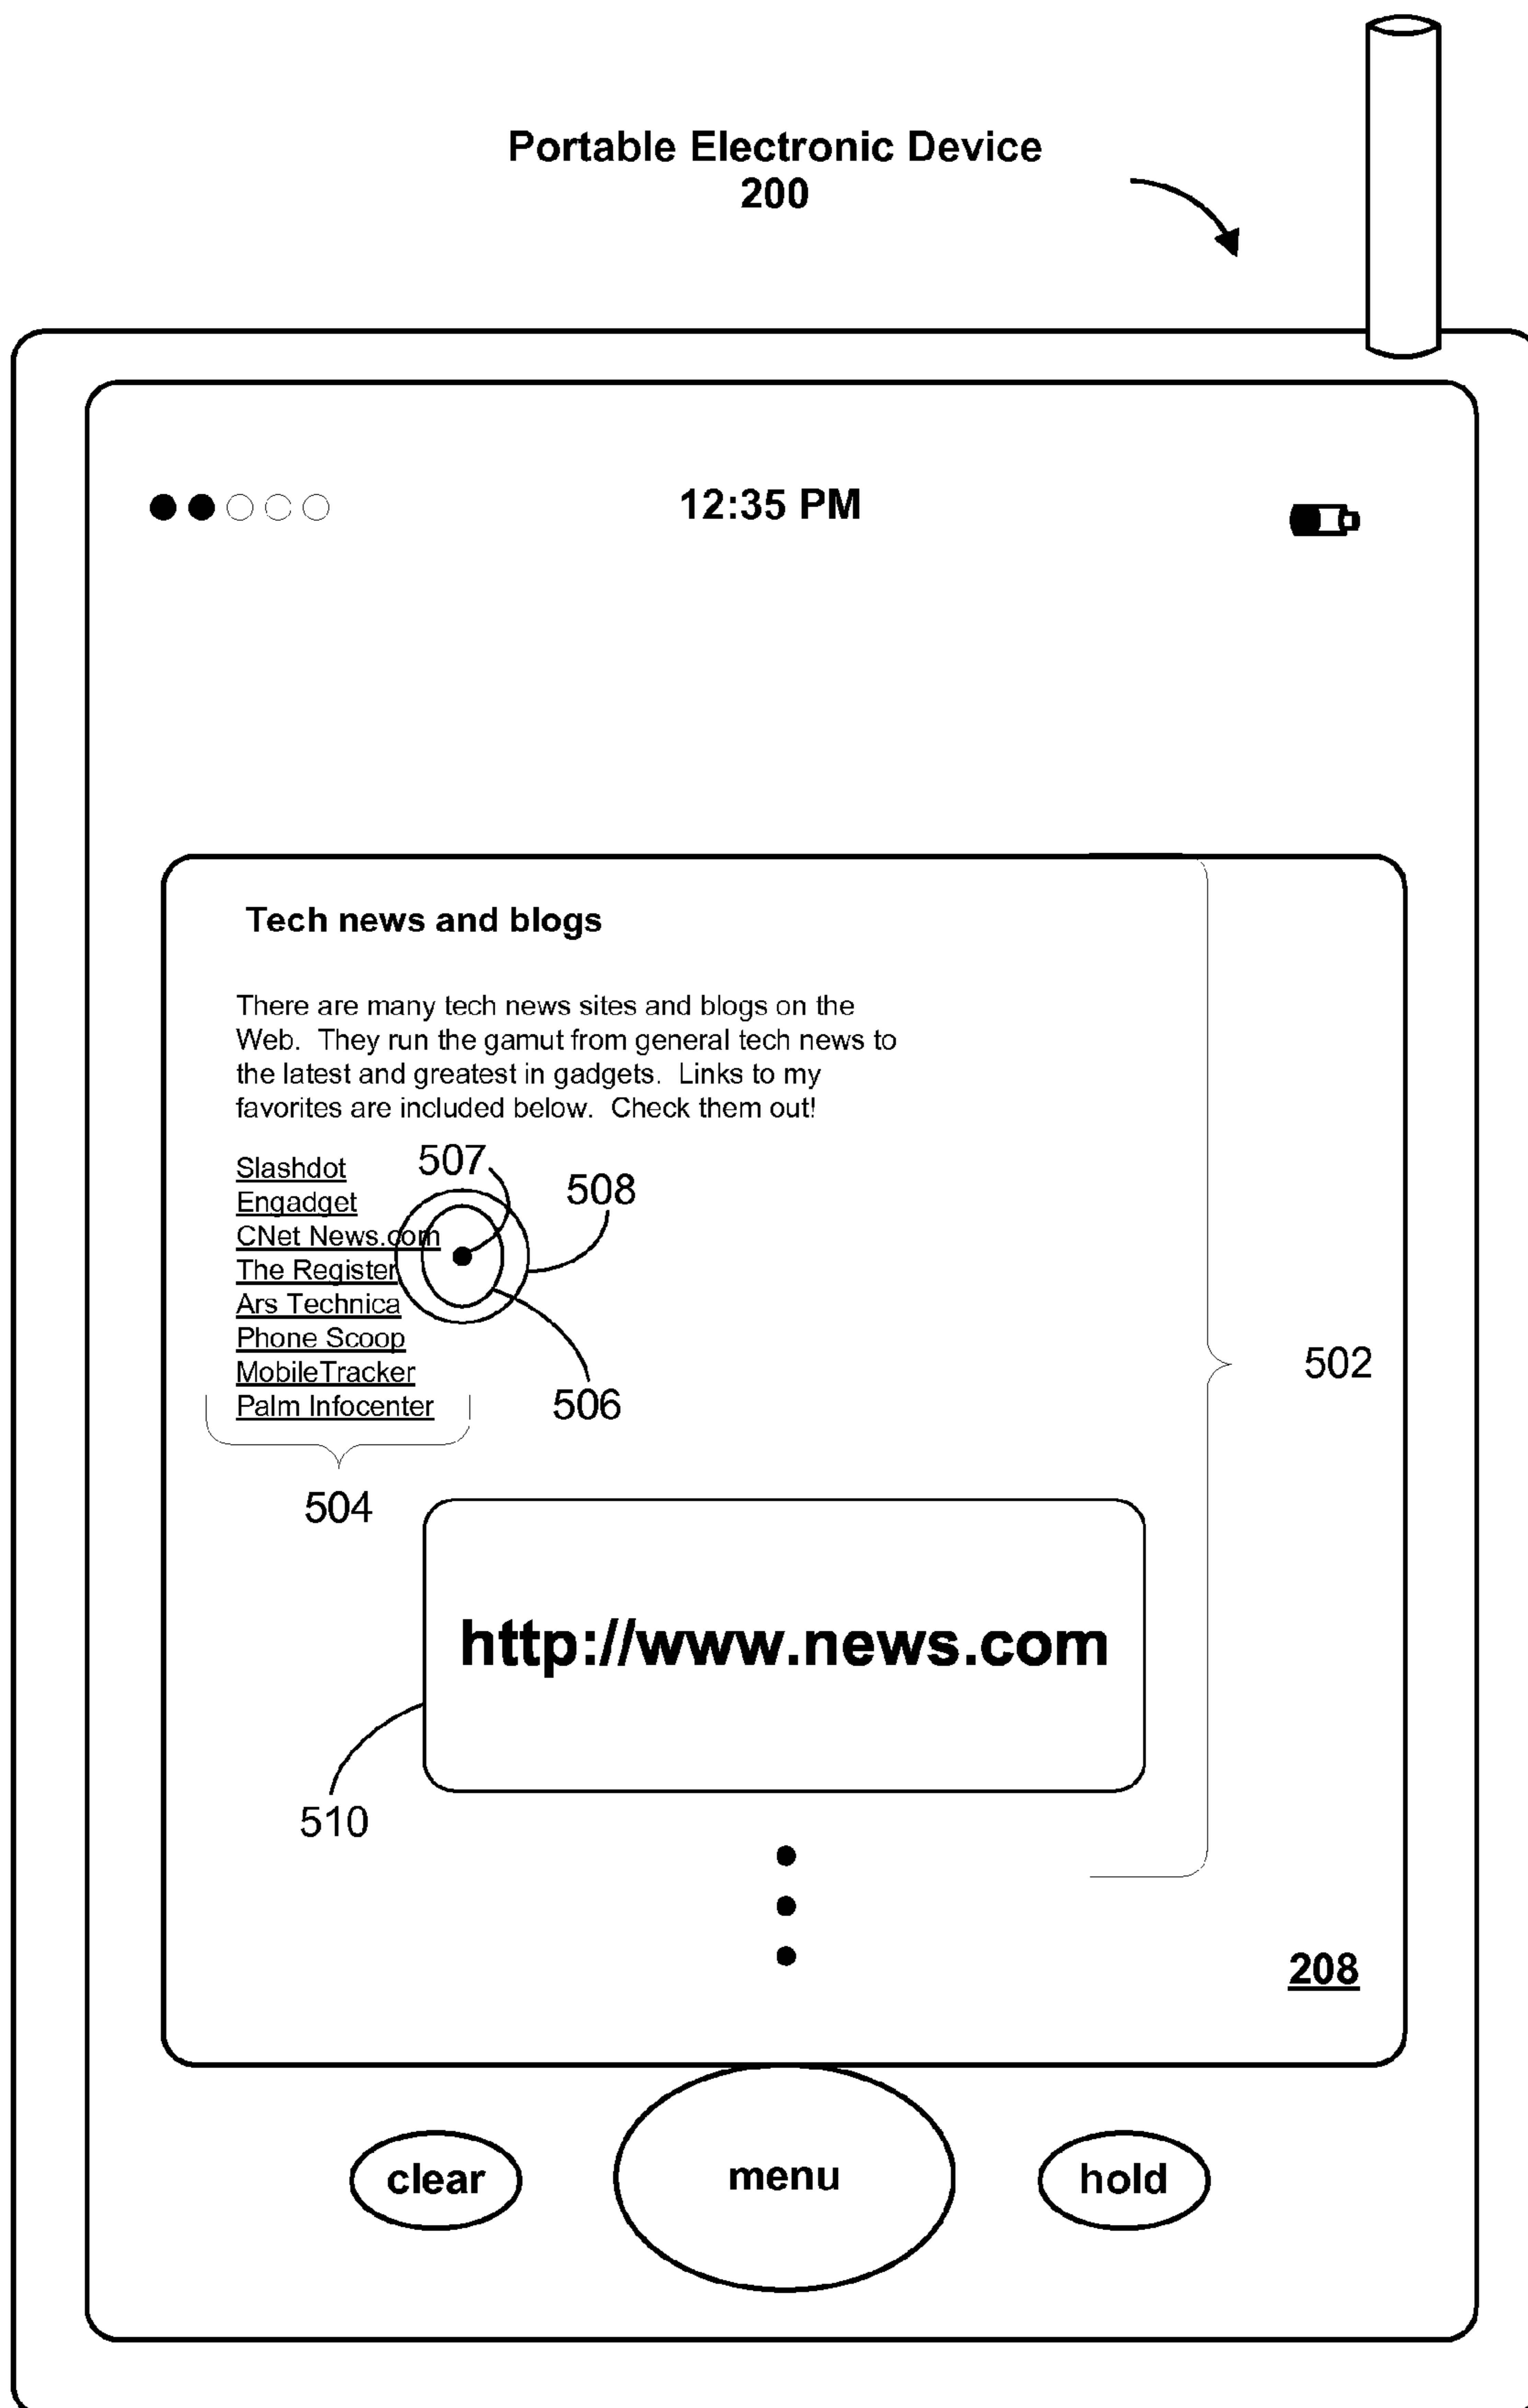 Portable Electronic Device
200
12:35 PM
Tech news and blogs
There are many tech news sites and blogs on the
Web.  They run the gamut from general tech news to
the latest and greatest in gadgets.  Links to my
favorites are included below.  Check them out!
Slashdot
507
Engadget
508
CNet News.com
The Register
Ars Technica
Phone Scoop
502
MobileTracker
Palm Infocenter
506
504
http://www.news.com
510
208
clear
menu
hold